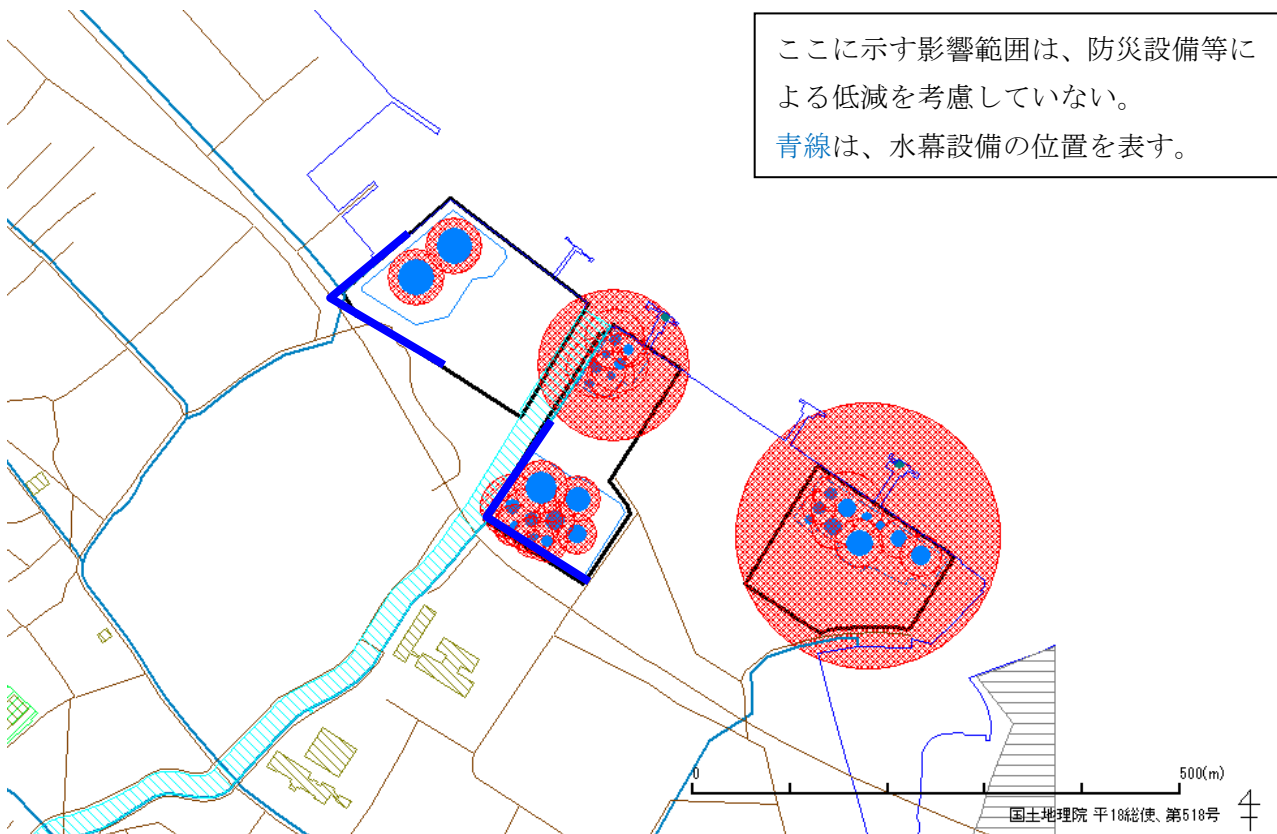 ここに示す影響範囲は、防災設備等に
よる低減を考慮していない。
青線は、水幕設備の位置を表す。
0
500(m)
国土地理院 平18総使、第518号